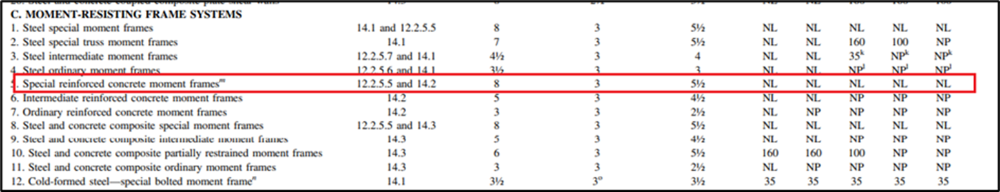 C. MOMENT-RESISTING FRAME SYSTEMS
1. Steel special moment frames 14.1 and 12.2.5.5 8 3 5½ NL NL NL NL NL
2. Steel special truss moment frames 14.1 7 3 5½ NL NL 160 100 NP
3. Steel intermediate moment frames 12.2.5.7 and 14.1 4½ 3 4 NL NL 35ᵏ NPᵏ NPᵏ
4. Steel ordinary moment frames 12.2.5.6 and 14.1 3½ 3 3 NL NL NPˡ NPˡ NPˡ
5. Special reinforced concrete moment framesᵐ 12.2.5.5 and 14.2 8 3 5½ NL NL NL NL NL
6. Intermediate reinforced concrete moment frames 14.2 5 3 4½ NL NL NP NP NP
7. Ordinary reinforced concrete moment frames 14.2 3 3 2½ NL NP NP NP NP
8. Steel and concrete composite special moment frames 12.2.5.5 and 14.3 8 3 5½ NL NL NL NL NL
9. Steel and concrete composite intermediate moment frames 14.3 5 3 4½ NL NL NP NP NP
10. Steel and concrete composite partially restrained moment frames 14.3 6 3 5½ 160 160 100 NP NP
11. Steel and concrete composite ordinary moment frames 14.3 3 3 2½ NL NP NP NP NP
12. Cold-formed steel—special bolted moment frameⁿ 14.1 3½ 3ᵒ 3½ 35 35 35 35 35